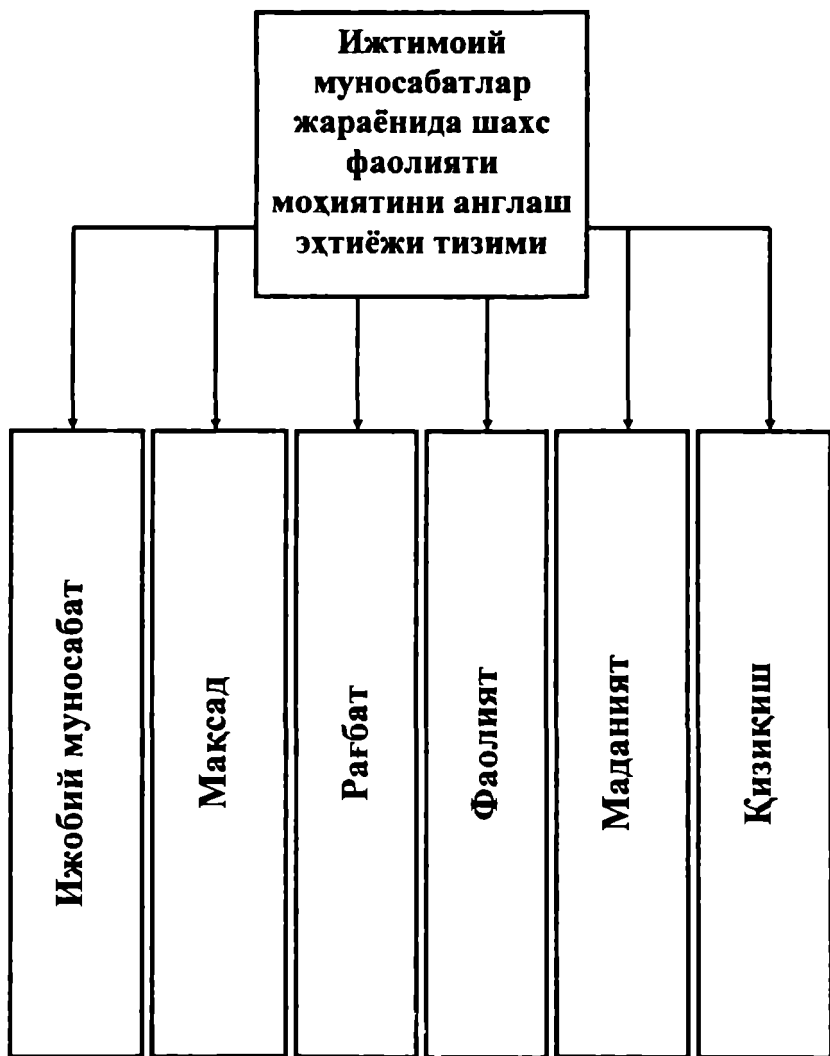 Ижтимоий
муносабатлар
жараёнида шахс
фаолияти
моҳиятини англаш
эҳтиёжи тизими
Ижобий муносабат
Мақсад
Рағбат
Фаолият
Маданият
Қизиқиш